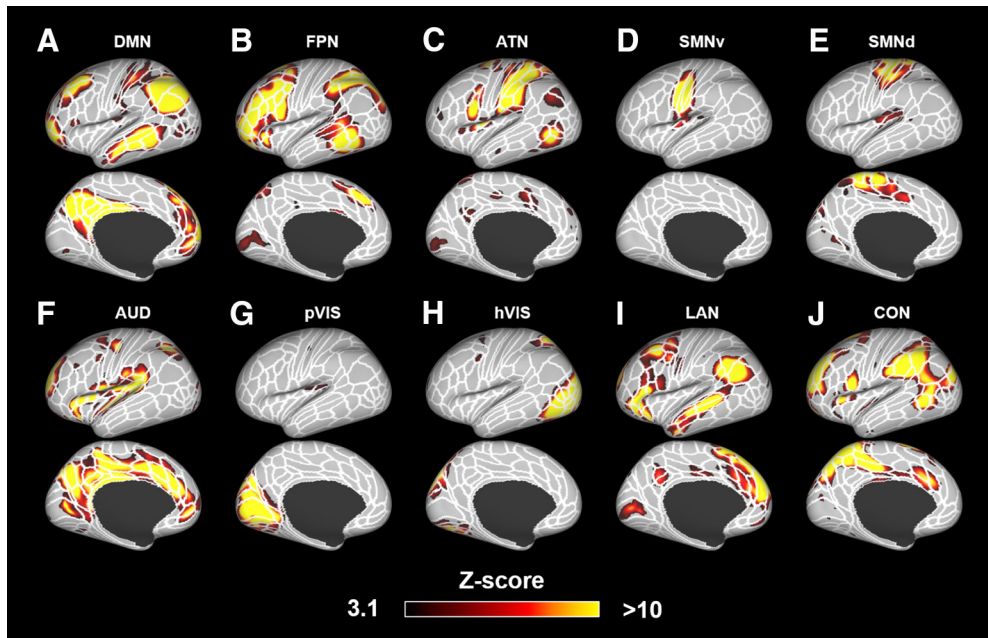 A DMN B FPN C ATN D SMNv E SMNd
F AUD G pVIS H hVIS I LAN J CON
Z-score
3.1 >10